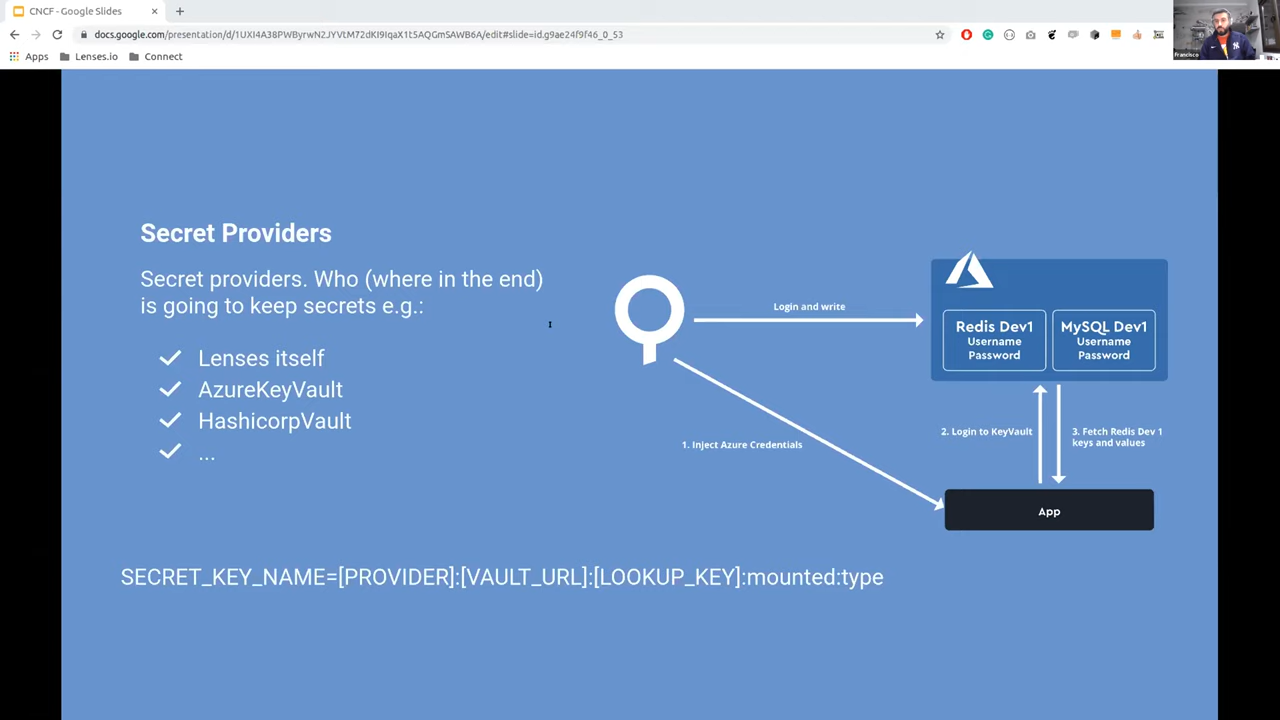 CNCF - Google Slides
docs.google.com/presentation/d/1UXI4A38PWByrwN2JYVtM72dKI9IqaX1tSAQGmSAWB6A/edit#slide=id.g9ae24f9f46_0_53
Apps
Lenses.io
Connect
Francisco
Secret Providers
Secret providers. Who (where in the end)
is going to keep secrets e.g.:
Lenses itself
AzureKeyVault
HashicorpVault
...
Login and write
Redis Dev1
Username
Password
MySQL Dev1
Username
Password
1. Inject Azure Credentials
2. Login to KeyVault
3. Fetch Redis Dev 1
keys and values
App
SECRET_KEY_NAME=[PROVIDER]:[VAULT_URL]:[LOOKUP_KEY]:mounted:type